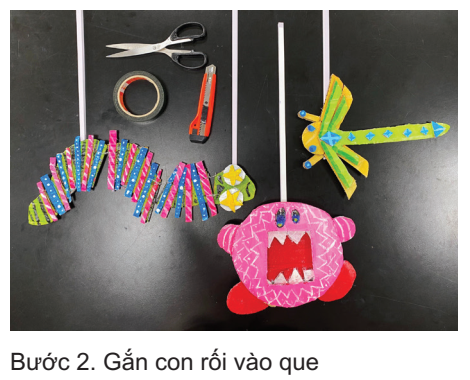 Bước 2. Gắn con rối vào que